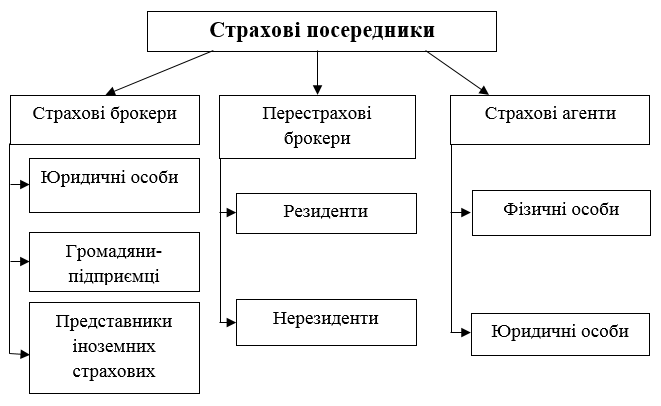 Страхові посередники
Страхові брокери
Юридичні особи
Громадяни-
підприємці
Представники
іноземних
страхових
Перестрахові
брокери
Резиденти
Нерезиденти
Страхові агенти
Фізичні особи
Юридичні особи